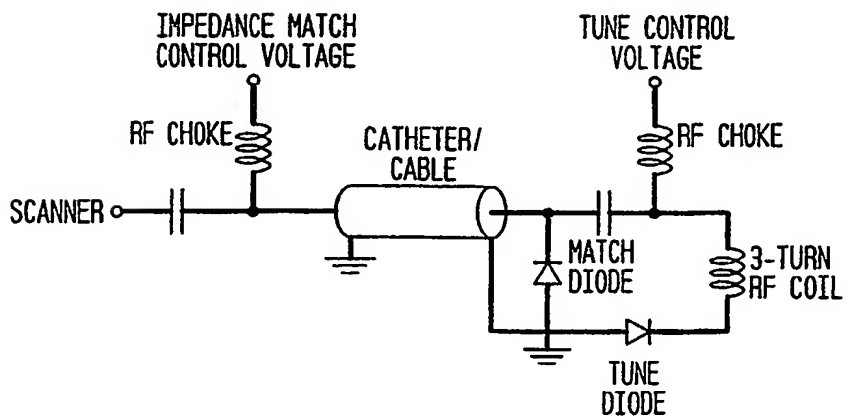 IMPEDANCE MATCH
CONTROL VOLTAGE
TUNE CONTROL
VOLTAGE
RF CHOKE
CATHETER/
CABLE
RF CHOKE
SCANNER
MATCH
DIODE
3-TURN
RF COIL
TUNE
DIODE